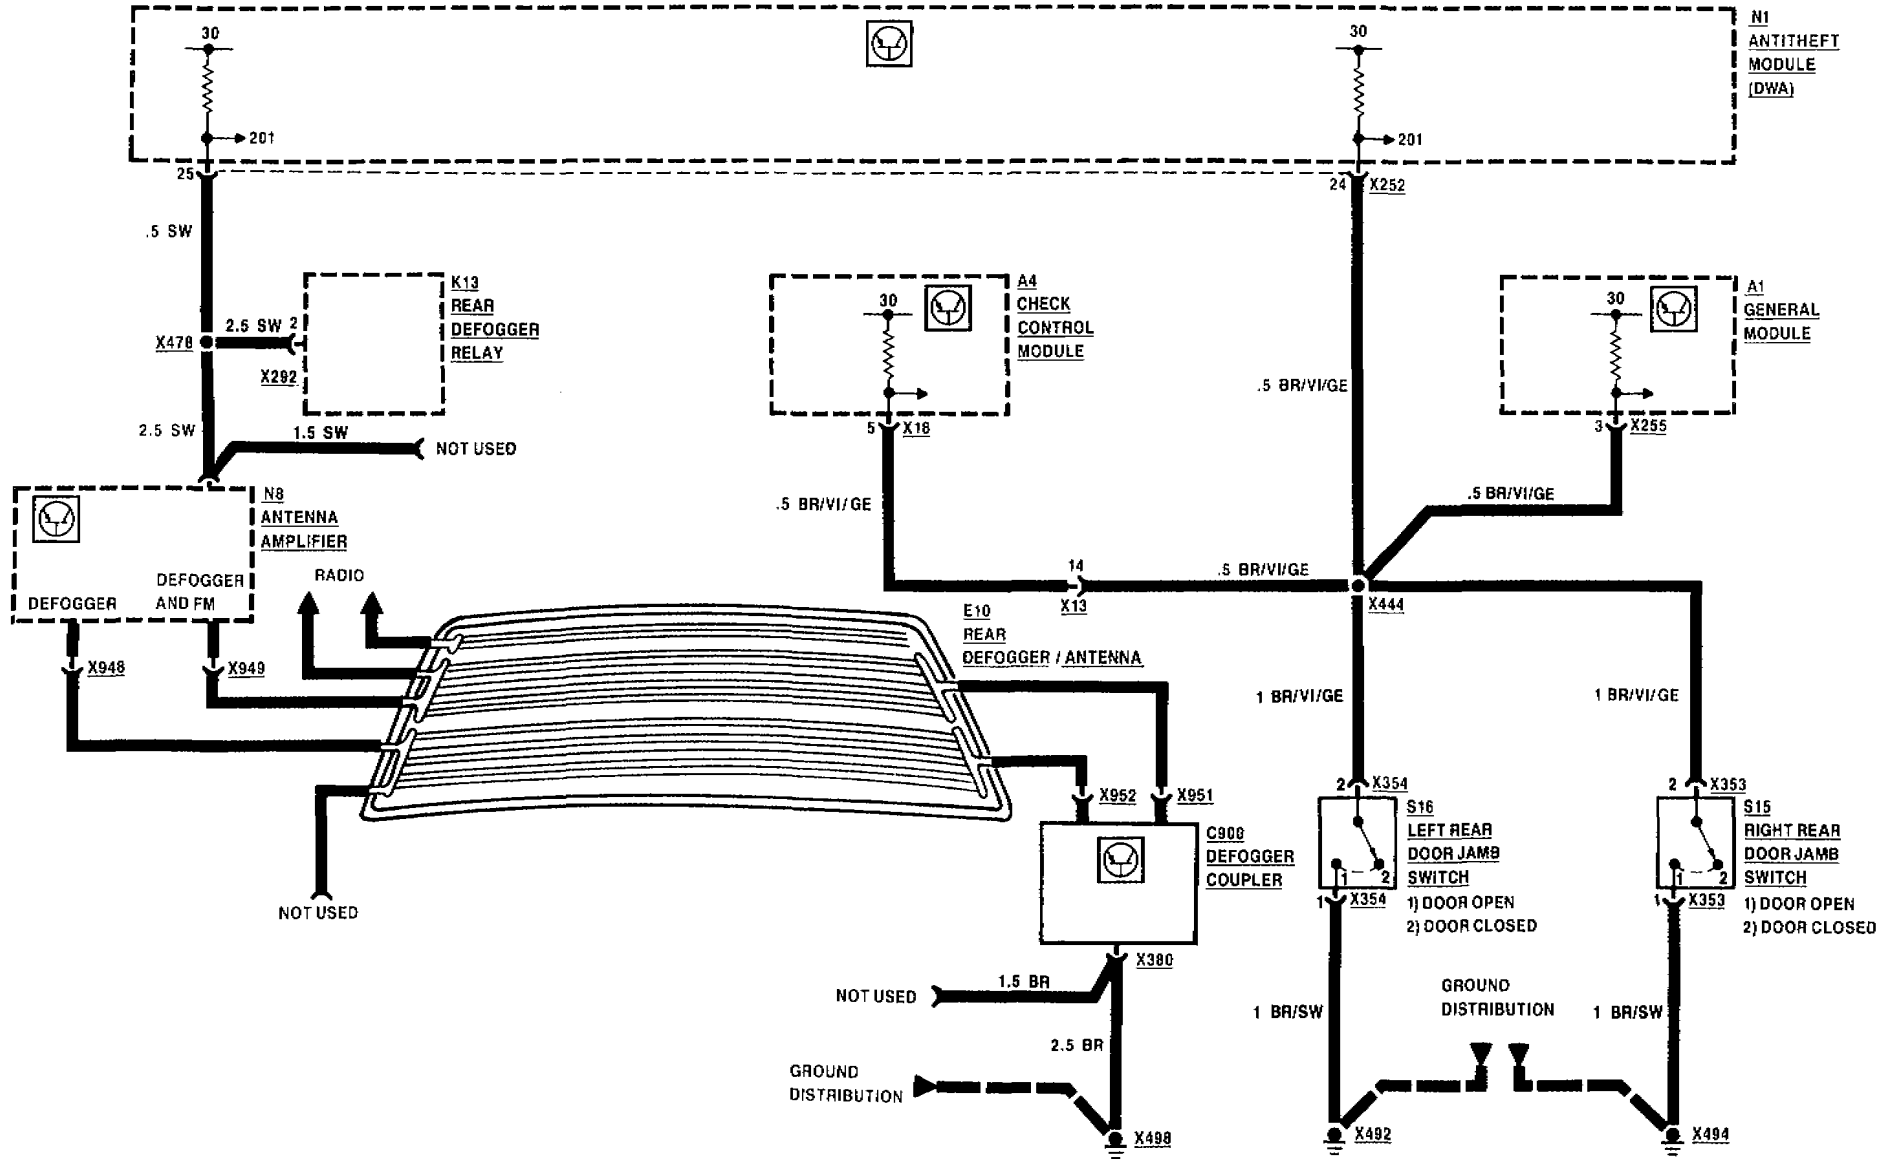 30
30
N1
ANTITHEFT
MODULE
(DWA)
201
201
25
24 X252
.5 SW
K13
REAR
DEFOGGER
RELAY
2.5 SW 2
X478
X292
30
A4
CHECK
CONTROL
MODULE
30
A1
GENERAL
MODULE
.5 BR/VI/GE
5 X18
3 X255
2.5 SW
1.5 SW
NOT USED
.5 BR/VI/GE
.5 BR/VI/GE
N8
ANTENNA
AMPLIFIER
DEFOGGER
DEFOGGER
AND FM
RADIO
14
X13
.5 BR/VI/GE
X444
E10
REAR
DEFOGGER / ANTENNA
X948
X949
1 BR/VI/GE
1 BR/VI/GE
X952
X951
2 X354
2 X353
C900
DEFOGGER
COUPLER
S16
LEFT REAR
DOOR JAMB
SWITCH
1) DOOR OPEN
2) DOOR CLOSED
1 2
S15
RIGHT REAR
DOOR JAMB
SWITCH
1) DOOR OPEN
2) DOOR CLOSED
1 2
1 X354
1 X353
NOT USED
X380
NOT USED
1.5 BR
2.5 BR
1 BR/SW
GROUND
DISTRIBUTION
1 BR/SW
GROUND
DISTRIBUTION
X498
X492
X494